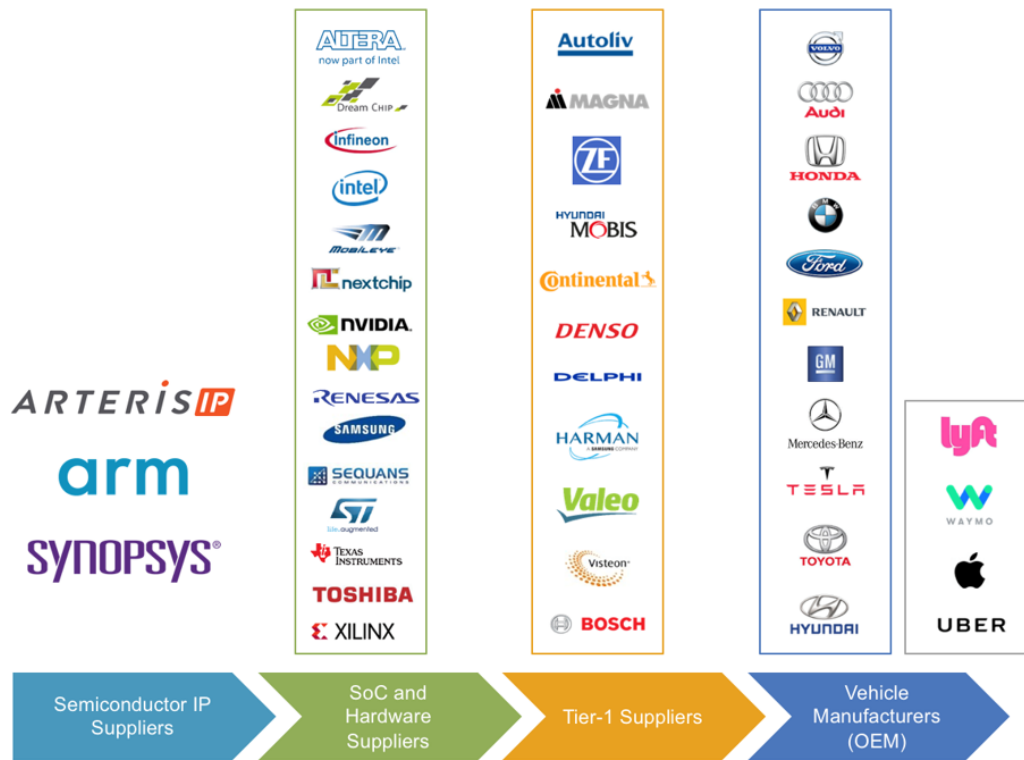 ARTERIS IP
arm
SYNOPSYS®
ALTERA
now part of Intel
Dream CHIP
infineon
intel
MOBILEYE
nextchip
NVIDIA.
NXP
RENESAS
SAMSUNG
SEQUANS
COMMUNICATIONS
ST
life.augmented
TEXAS
INSTRUMENTS
TOSHIBA
XILINX
Autoliv
MAGNA
ZF
HYUNDAI
MOBIS
Continental
DENSO
DELPHI
HARMAN
A SAMSUNG COMPANY
Valeo
Visteon
BOSCH
VOLVO
Audi
HONDA
BMW
Ford
RENAULT
GM
Mercedes-Benz
TESLA
TOYOTA
HYUNDAI
lyft
WAYMO
UBER
Semiconductor IP
Suppliers
SoC and
Hardware
Suppliers
Tier-1 Suppliers
Vehicle
Manufacturers
(OEM)